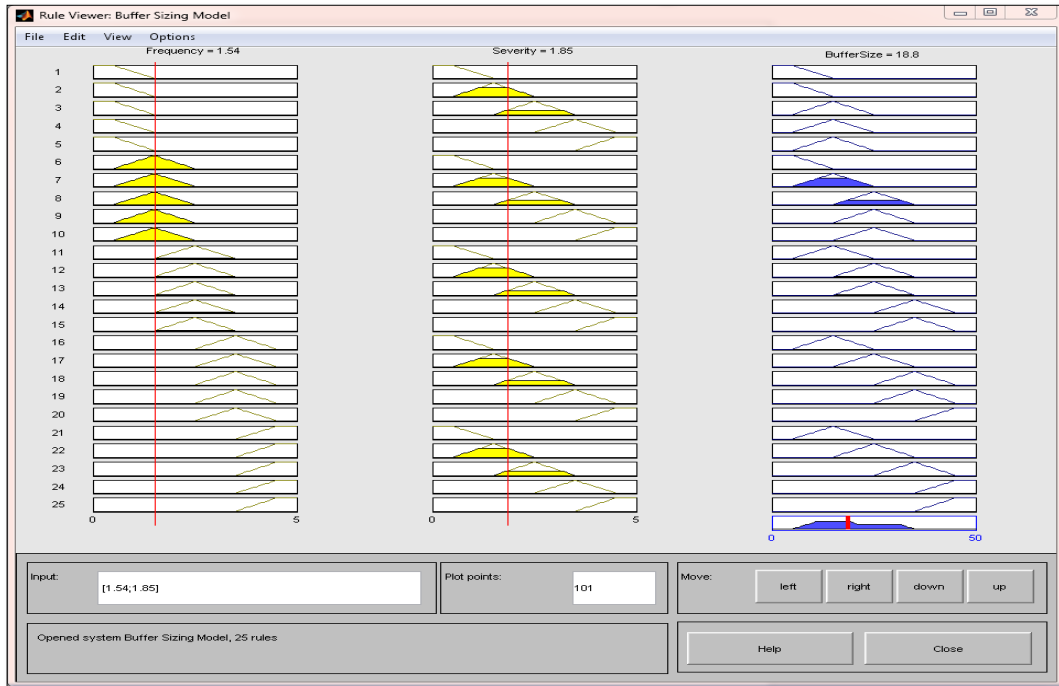 Rule Viewer: Buffer Sizing Model
File Edit View Options
Frequency = 1.54
Severity = 1.85
BufferSize = 18.8
1
2
3
4
5
6
7
8
9
10
11
12
13
14
15
16
17
18
19
20
21
22
23
24
25
0 5
0 5
0 50
Input:
[1.54;1.85]
Plot points:
101
Move:
left
right
down
up
Opened system Buffer Sizing Model, 25 rules
Help
Close